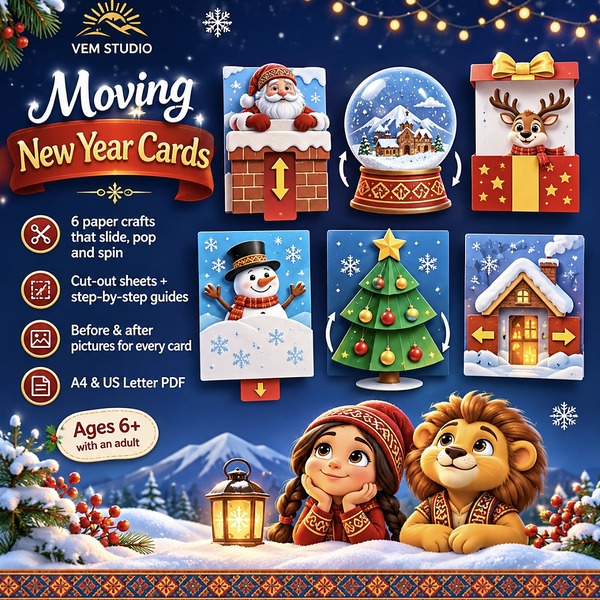 VEM STUDIO
Moving
New Year Cards
6 paper crafts
that slide, pop
and spin
Cut-out sheets +
step-by-step guides
Before & after
pictures for every card
A4 & US Letter PDF
Ages 6+
with an adult